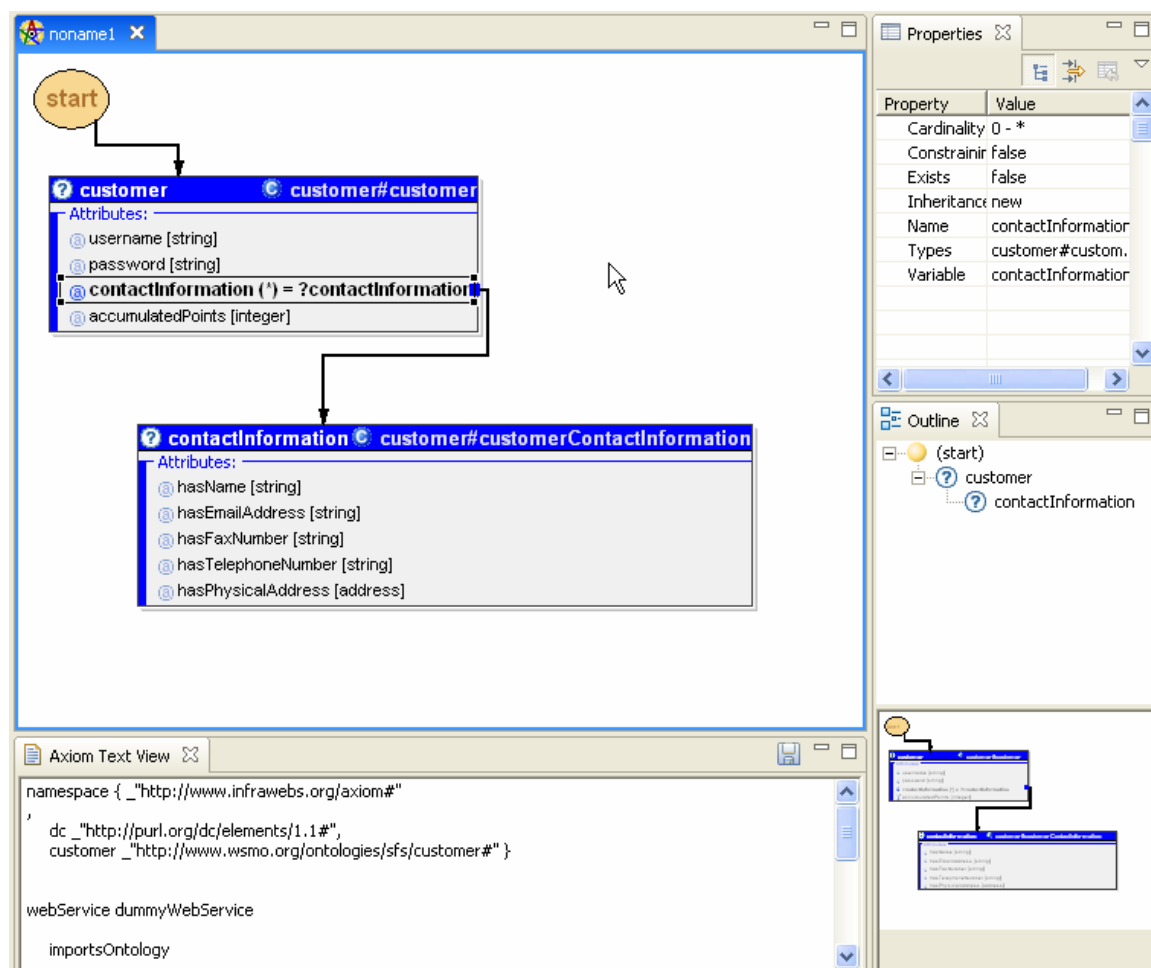 noname1
start
customer customer#customer
Attributes:
@ username [string]
@ password [string]
@ contactInformation (*) = ?contactInformation
@ accumulatedPoints [integer]
contactInformation customer#customerContactInformation
Attributes:
@ hasName [string]
@ hasEmailAddress [string]
@ hasFaxNumber [string]
@ hasTelephoneNumber [string]
@ hasPhysicalAddress [address]
Axiom Text View
namespace { _"http://www.infrawebs.org/axiom#"
,
dc _"http://purl.org/dc/elements/1.1#",
customer _"http://www.wsmo.org/ontologies/sfs/customer#" }
webService dummyWebService
importsOntology
Properties
Property Value
Cardinality 0 - *
Constrainir false
Exists false
Inheritance new
Name contactInformation
Types customer#custom.
Variable contactInformation
Outline
(start)
customer
contactInformation